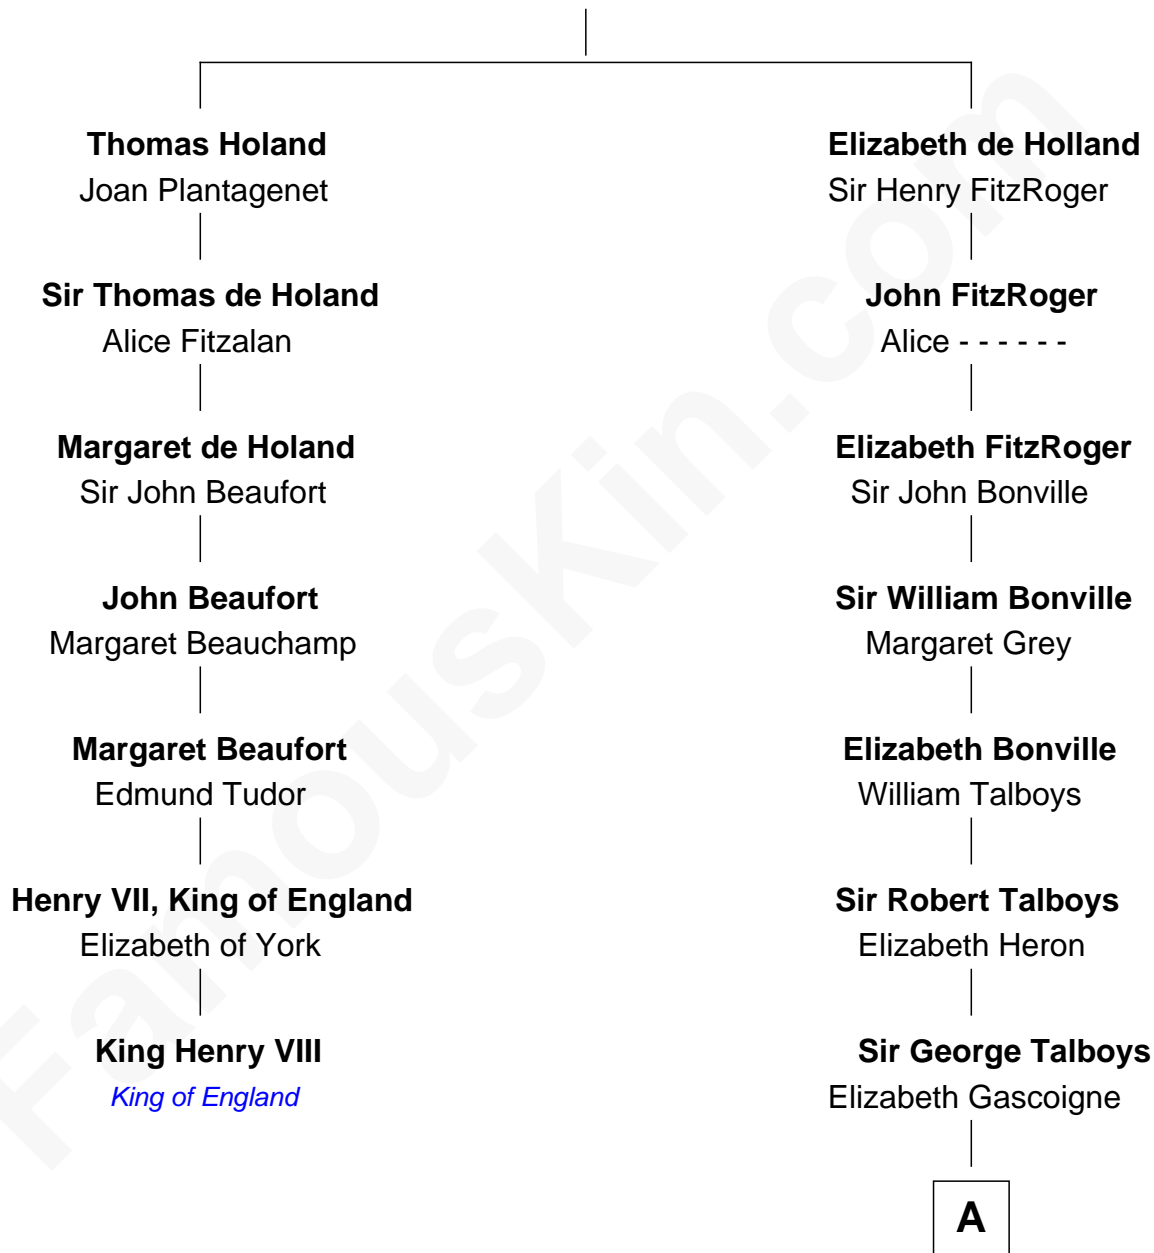 Thomas Holand
Joan Plantagenet
Sir Thomas de Holand
Alice Fitzalan
Margaret de Holand
Sir John Beaufort
John Beaufort
Margaret Beauchamp
Margaret Beaufort
Edmund Tudor
Henry VII, King of England
Elizabeth of York
King Henry VIII
King of England
Elizabeth de Holland
Sir Henry FitzRoger
John FitzRoger
Alice - - - - - -
Elizabeth FitzRoger
Sir John Bonville
Sir William Bonville
Margaret Grey
Elizabeth Bonville
William Talboys
Sir Robert Talboys
Elizabeth Heron
Sir George Talboys
Elizabeth Gascoigne
A
FamousKin.com